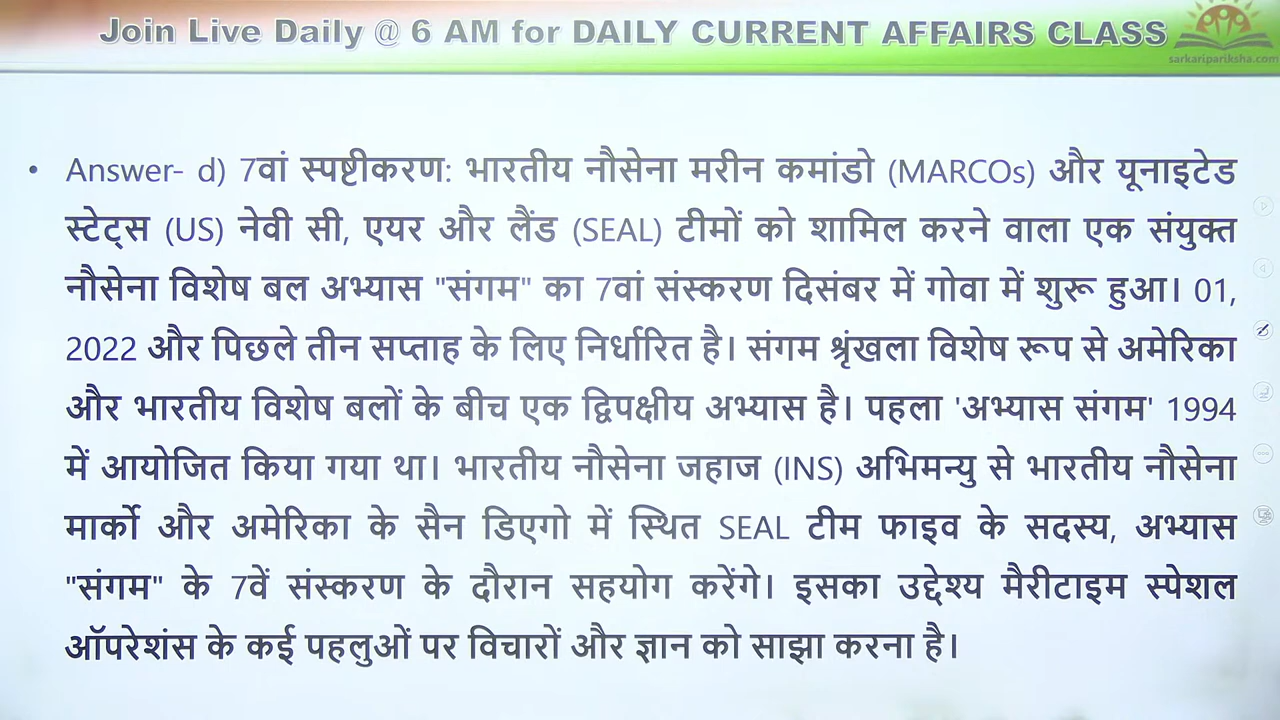 Join Live Daily @ 6 AM for DAILY CURRENT AFFAIRS CLASS
sarkaripariksha.com
• Answer- d) 7वां स्पष्टीकरण: भारतीय नौसेना मरीन कमांडो (MARCOs) और यूनाइटेड
स्टेट्स (US) नेवी सी, एयर और लैंड (SEAL) टीमों को शामिल करने वाला एक संयुक्त
नौसेना विशेष बल अभ्यास "संगम" का 7वां संस्करण दिसंबर में गोवा में शुरू हुआ। 01,
2022 और पिछले तीन सप्ताह के लिए निर्धारित है। संगम श्रृंखला विशेष रूप से अमेरिका
और भारतीय विशेष बलों के बीच एक द्विपक्षीय अभ्यास है। पहला 'अभ्यास संगम' 1994
में आयोजित किया गया था। भारतीय नौसेना जहाज (INS) अभिमन्यु से भारतीय नौसेना
मार्को और अमेरिका के सैन डिएगो में स्थित SEAL टीम फाइव के सदस्य, अभ्यास
"संगम" के 7वें संस्करण के दौरान सहयोग करेंगे। इसका उद्देश्य मैरीटाइम स्पेशल
ऑपरेशंस के कई पहलुओं पर विचारों और ज्ञान को साझा करना है।